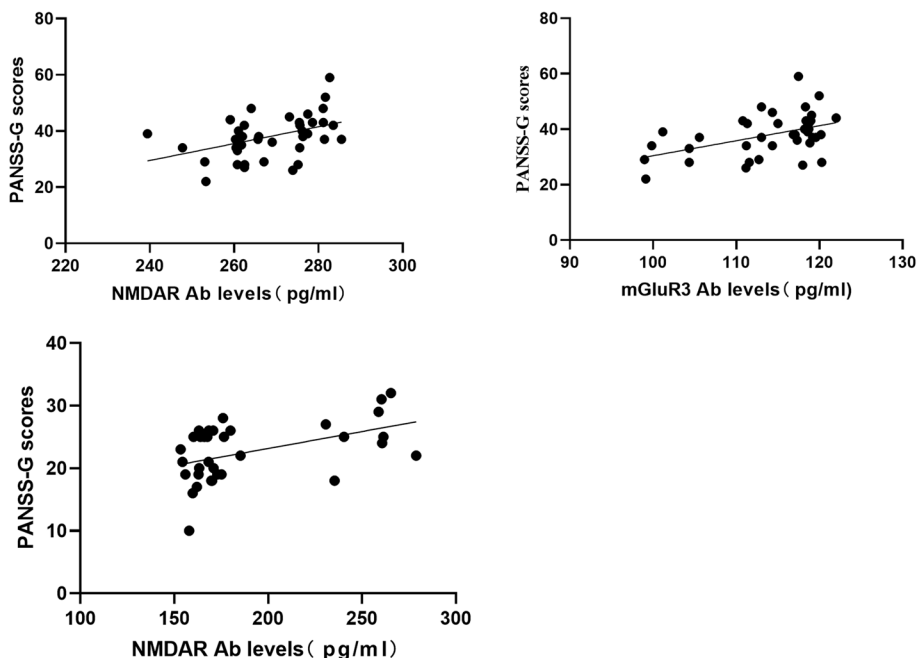 80
60
40
20
0
PANSS-G scores
220 240 260 280 300
NMDAR Ab levels（pg/ml）
80
60
40
20
0
PANSS-G scores
90 100 110 120 130
mGluR3 Ab levels（pg/ml)
40
30
20
10
0
PANSS-G scores
100 150 200 250 300
NMDAR Ab levels（pg/ml）